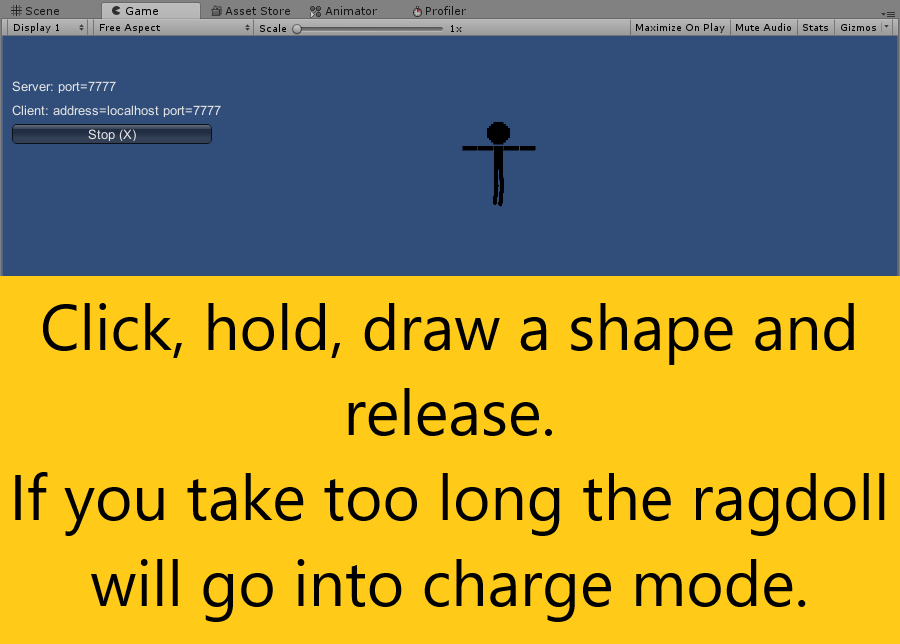 Scene Game Asset Store Animator Profiler
Display 1 Free Aspect Scale 1x Maximize On Play Mute Audio Stats Gizmos
Server: port=7777
Client: address=localhost port=7777
Stop (X)
Click, hold, draw a shape and
release.
If you take too long the ragdoll
will go into charge mode.